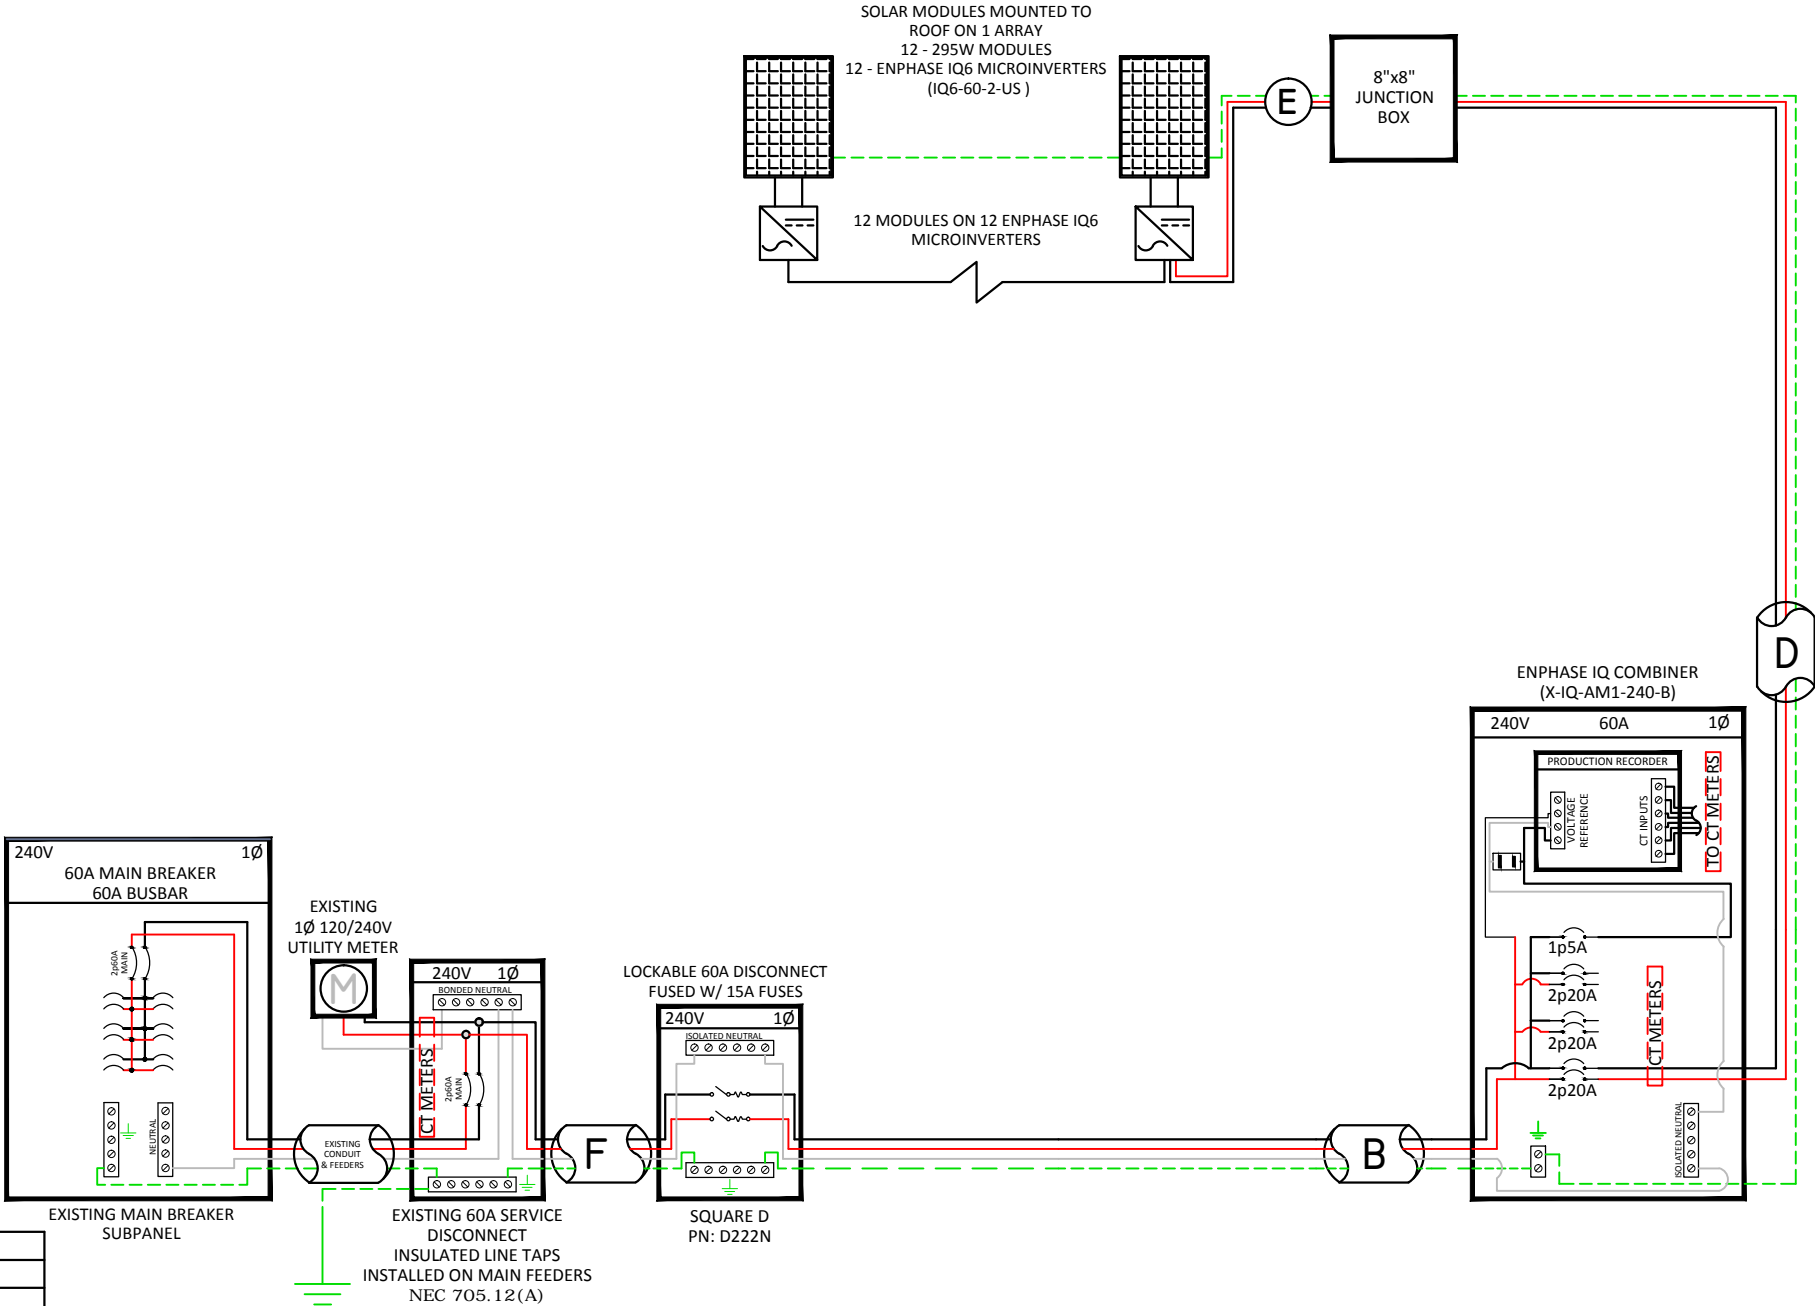 SOLAR MODULES MOUNTED TO
ROOF ON 1 ARRAY
12 - 295W MODULES
12 - ENPHASE IQ6 MICROINVERTERS
(IQ6-60-2-US )
E
8"x8"
JUNCTION
BOX
12 MODULES ON 12 ENPHASE IQ6
MICROINVERTERS
D
ENPHASE IQ COMBINER
(X-IQ-AM1-240-B)
240V 60A 1Ø
PRODUCTION RECORDER
VOLTAGE
REFERENCE
CT INPUTS
TO CT METERS
1p5A
2p20A
2p20A
2p20A
CT METERS
ISOLATED NEUTRAL
240V 1Ø
60A MAIN BREAKER
60A BUSBAR
2p60A
MAIN
NEUTRAL
EXISTING MAIN BREAKER
SUBPANEL
EXISTING
1Ø 120/240V
UTILITY METER
M
EXISTING
CONDUIT
& FEEDERS
240V 1Ø
BONDED NEUTRAL
CT METERS
2p60A
MAIN
EXISTING 60A SERVICE
DISCONNECT
INSULATED LINE TAPS
INSTALLED ON MAIN FEEDERS
NEC 705.12(A)
F
LOCKABLE 60A DISCONNECT
FUSED W/ 15A FUSES
240V 1Ø
ISOLATED NEUTRAL
SQUARE D
PN: D222N
B